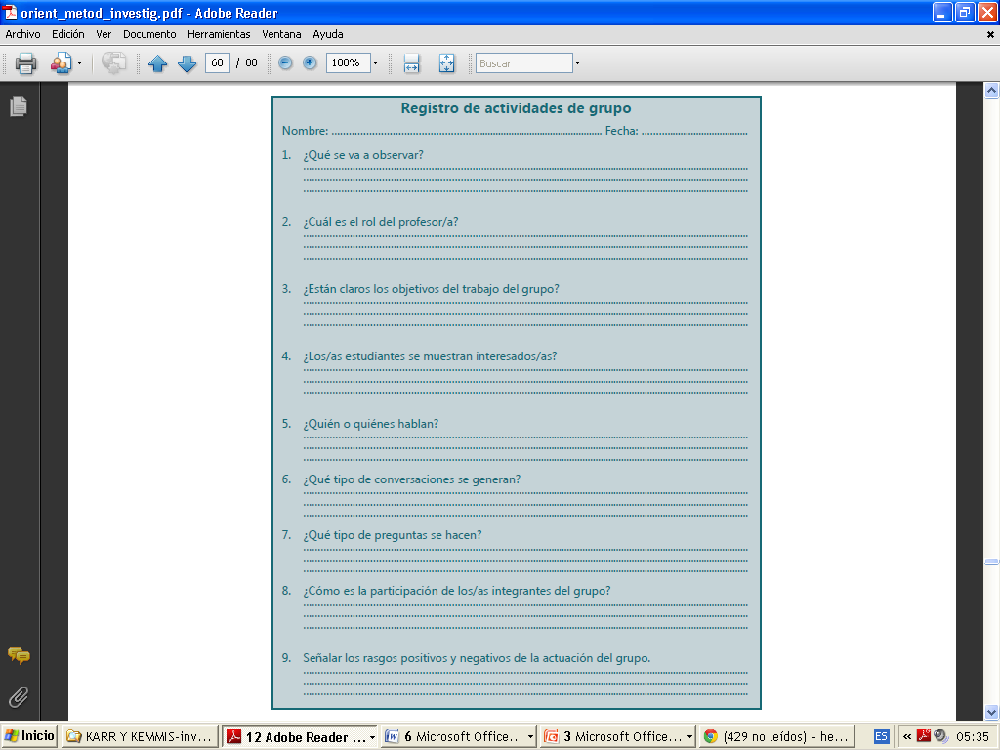 orient_metod_investig.pdf - Adobe Reader
Archivo Edición Ver Documento Herramientas Ventana Ayuda
68 / 88 100% Buscar
Registro de actividades de grupo
Nombre: ........ Fecha: ........
1. ¿Qué se va a observar?
2. ¿Cuál es el rol del profesor/a?
3. ¿Están claros los objetivos del trabajo del grupo?
4. ¿Los/as estudiantes se muestran interesados/as?
5. ¿Quién o quiénes hablan?
6. ¿Qué tipo de conversaciones se generan?
7. ¿Qué tipo de preguntas se hacen?
8. ¿Cómo es la participación de los/as integrantes del grupo?
9. Señalar los rasgos positivos y negativos de la actuación del grupo.
Inicio KARR Y KEMMIS-inv... 12 Adobe Reader ... 6 Microsoft Office... 3 Microsoft Office... (429 no leídos) - he... ES « 05:35